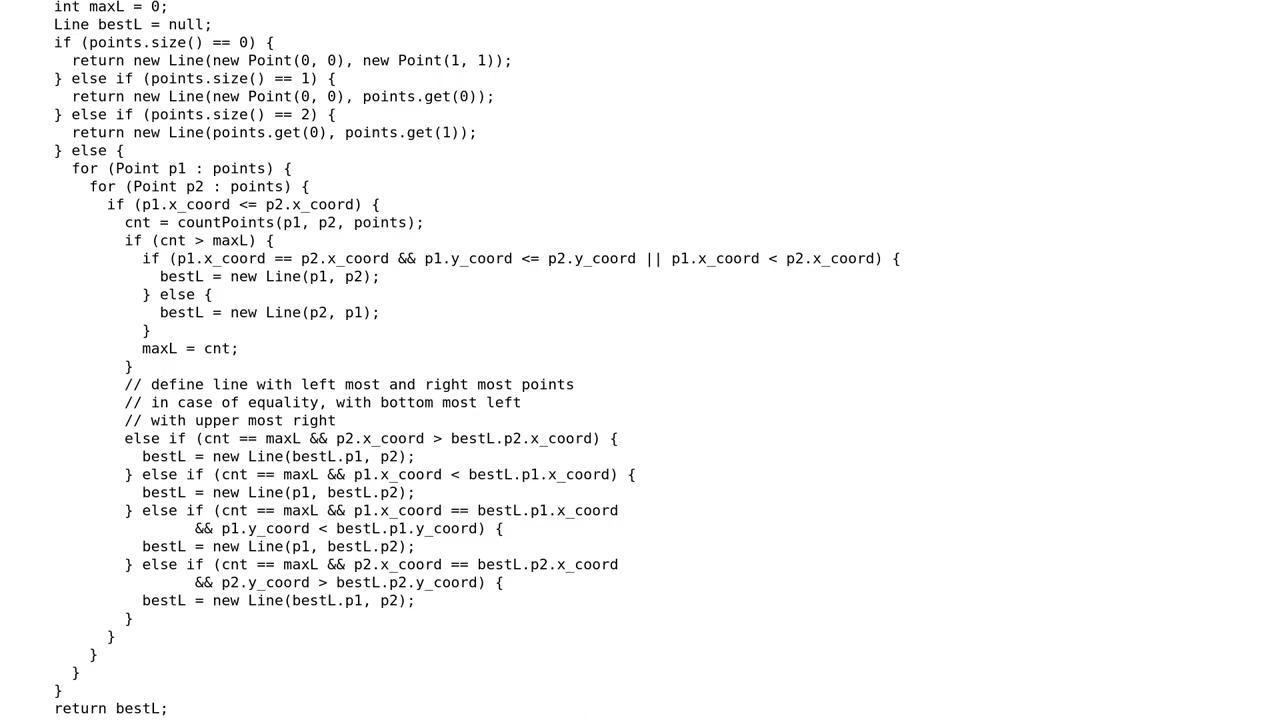 int maxL = 0;
Line bestL = null;
if (points.size() == 0) {
  return new Line(new Point(0, 0), new Point(1, 1));
} else if (points.size() == 1) {
  return new Line(new Point(0, 0), points.get(0));
} else if (points.size() == 2) {
  return new Line(points.get(0), points.get(1));
} else {
  for (Point p1 : points) {
    for (Point p2 : points) {
      if (p1.x_coord <= p2.x_coord) {
        cnt = countPoints(p1, p2, points);
        if (cnt > maxL) {
          if (p1.x_coord == p2.x_coord && p1.y_coord <= p2.y_coord || p1.x_coord < p2.x_coord) {
            bestL = new Line(p1, p2);
          } else {
            bestL = new Line(p2, p1);
          }
          maxL = cnt;
        }
        // define line with left most and right most points
        // in case of equality, with bottom most left
        // with upper most right
        else if (cnt == maxL && p2.x_coord > bestL.p2.x_coord) {
          bestL = new Line(bestL.p1, p2);
        } else if (cnt == maxL && p1.x_coord < bestL.p1.x_coord) {
          bestL = new Line(p1, bestL.p2);
        } else if (cnt == maxL && p1.x_coord == bestL.p1.x_coord
                && p1.y_coord < bestL.p1.y_coord) {
          bestL = new Line(p1, bestL.p2);
        } else if (cnt == maxL && p2.x_coord == bestL.p2.x_coord
                && p2.y_coord > bestL.p2.y_coord) {
          bestL = new Line(bestL.p1, p2);
        }
      }
    }
  }
}
return bestL;